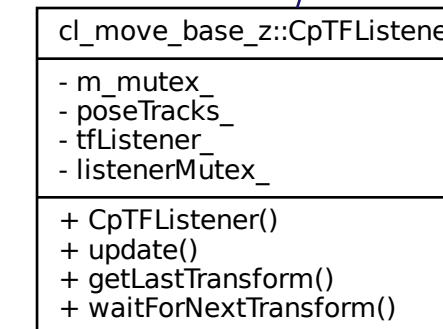 cl_move_base_z::CpTFListene
- m_mutex_
- poseTracks_
- tfListener_
- listenerMutex_
+ CpTFListener()
+ update()
+ getLastTransform()
+ waitForNextTransform()